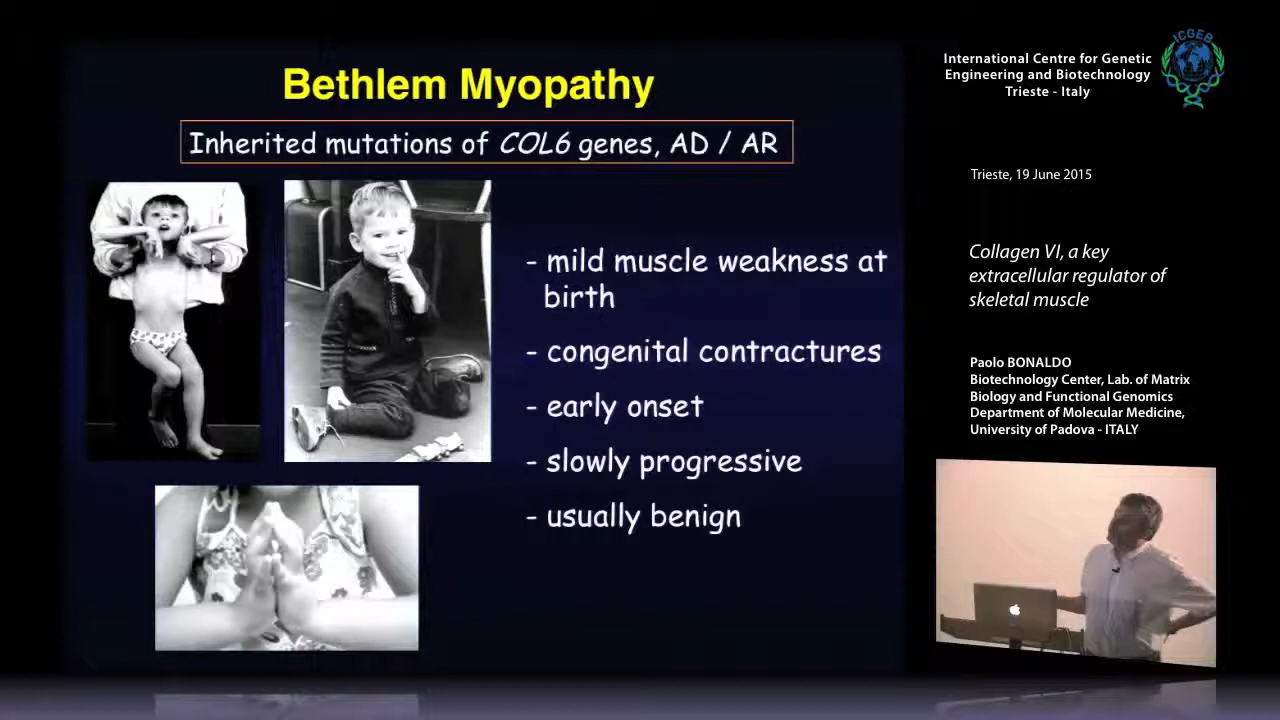 Bethlem Myopathy
Inherited mutations of COL6 genes, AD / AR
- mild muscle weakness at
birth
- congenital contractures
- early onset
- slowly progressive
- usually benign
International Centre for Genetic
Engineering and Biotechnology
Trieste - Italy
ICGEB
Trieste, 19 June 2015
Collagen VI, a key
extracellular regulator of
skeletal muscle
Paolo BONALDO
Biotechnology Center, Lab. of Matrix
Biology and Functional Genomics
Department of Molecular Medicine,
University of Padova - ITALY